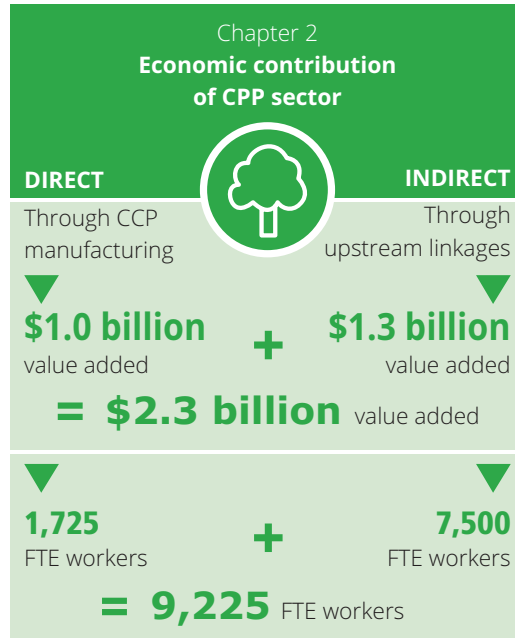 Chapter 2
Economic contribution
of CPP sector
DIRECT
INDIRECT
Through CCP
manufacturing
Through
upstream linkages
$1.0 billion
value added
+
$1.3 billion
value added
= $2.3 billion value added
1,725
FTE workers
+
7,500
FTE workers
= 9,225 FTE workers